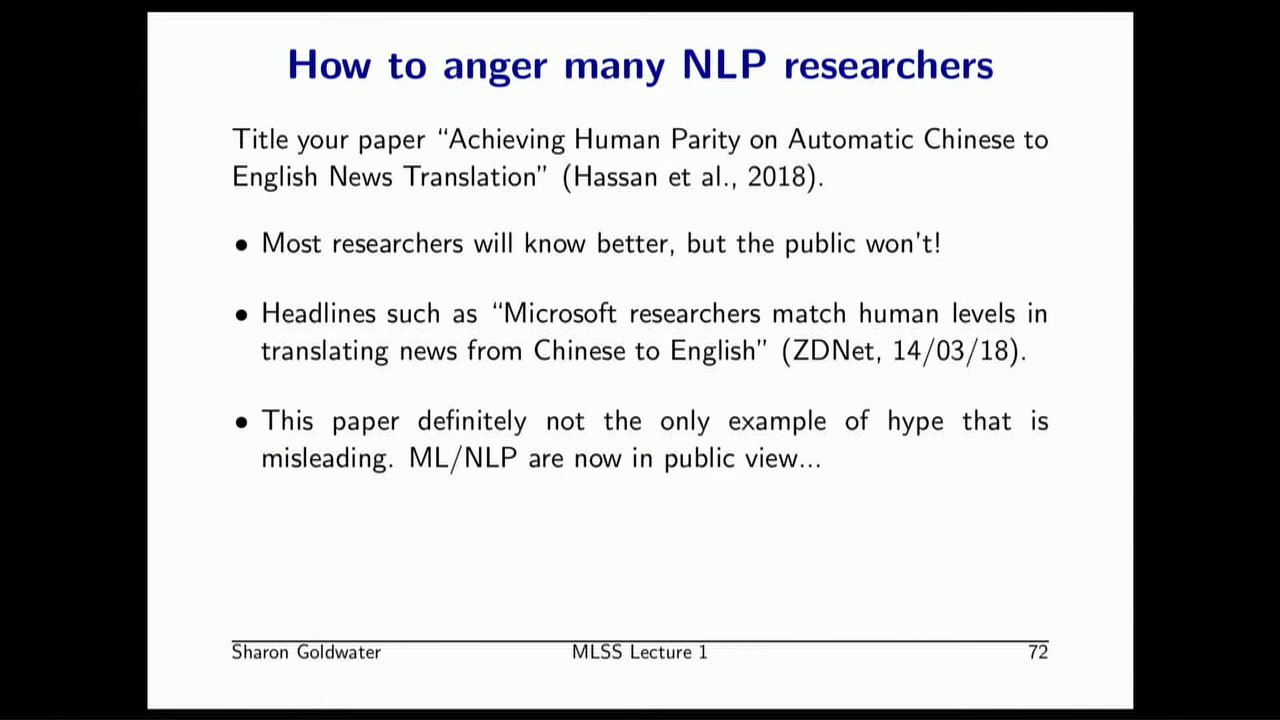 How to anger many NLP researchers
Title your paper “Achieving Human Parity on Automatic Chinese to
English News Translation” (Hassan et al., 2018).
• Most researchers will know better, but the public won't!
• Headlines such as “Microsoft researchers match human levels in
translating news from Chinese to English” (ZDNet, 14/03/18).
• This paper definitely not the only example of hype that is
misleading. ML/NLP are now in public view...
Sharon Goldwater MLSS Lecture 1 72